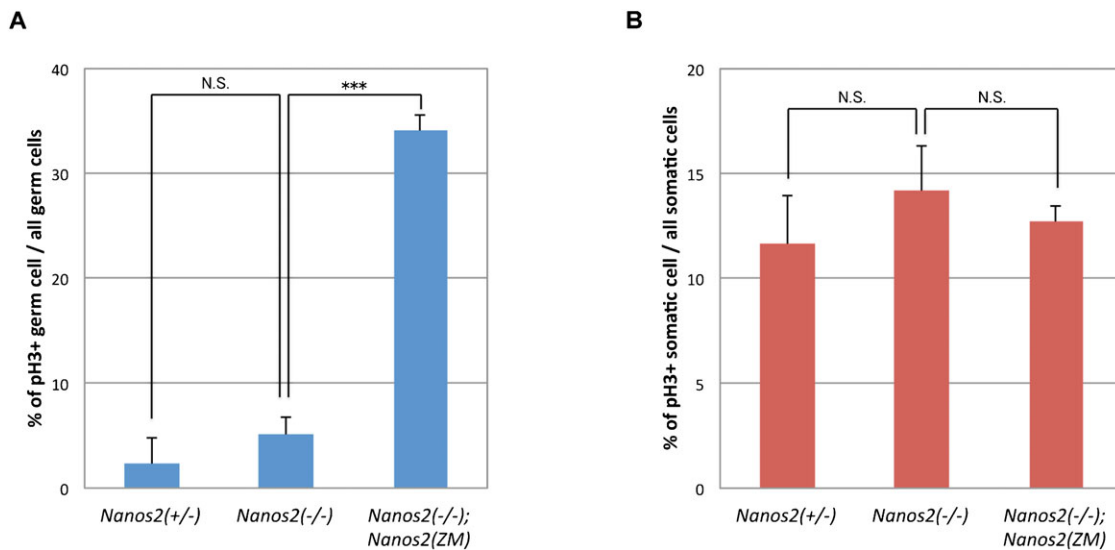 A
40
30
20
10
0
% of pH3+ germ cell / all germ cells
N.S.
***
Nanos2(+/-)
Nanos2(-/-)
Nanos2(-/-);
Nanos2(ZM)
B
20
15
10
5
0
% of pH3+ somatic cell / all somatic cells
N.S.
N.S.
Nanos2(+/-)
Nanos2(-/-)
Nanos2(-/-);
Nanos2(ZM)